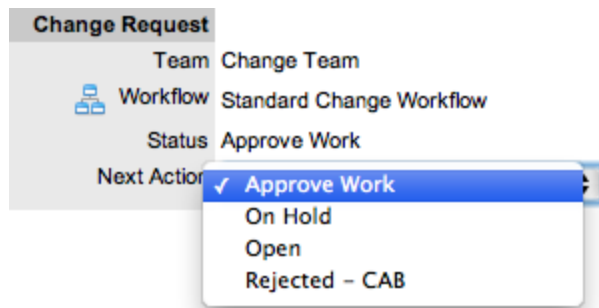 Change Request
Team Change Team
Workflow Standard Change Workflow
Status Approve Work
Next Action
✓ Approve Work
On Hold
Open
Rejected – CAB